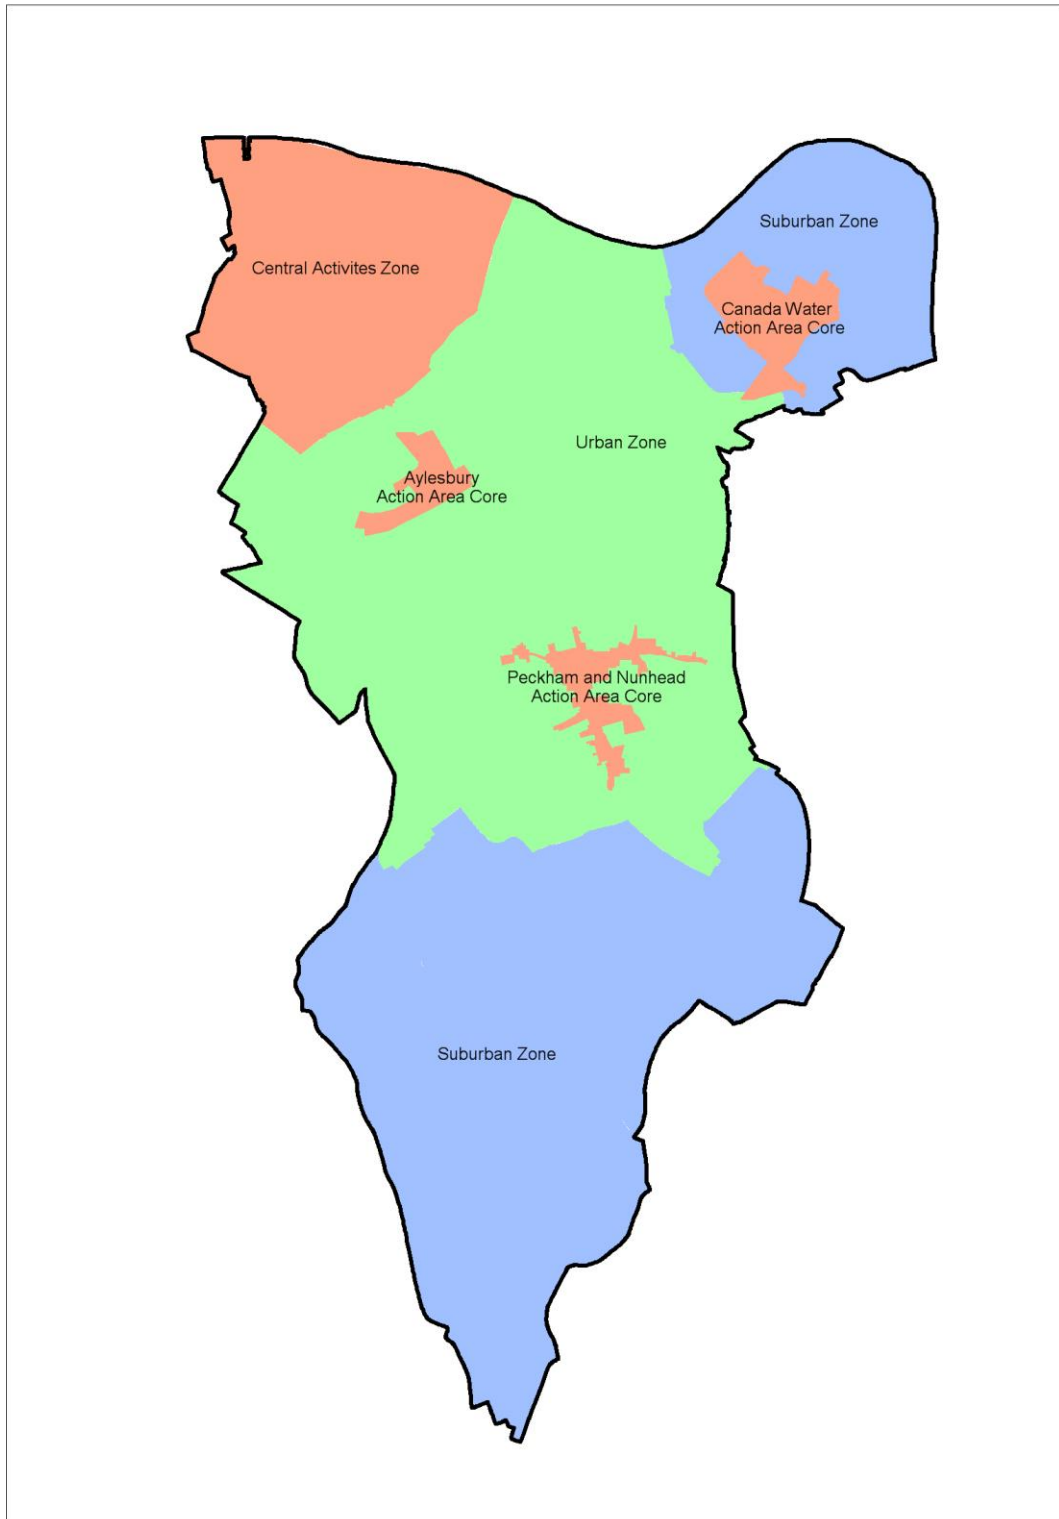 Suburban Zone
Central Activites Zone
Canada Water
Action Area Core
Urban Zone
Aylesbury
Action Area Core
Peckham and Nunhead
Action Area Core
Suburban Zone